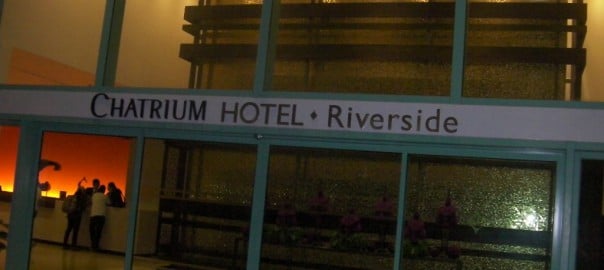 CHATRIUM HOTEL • Riverside